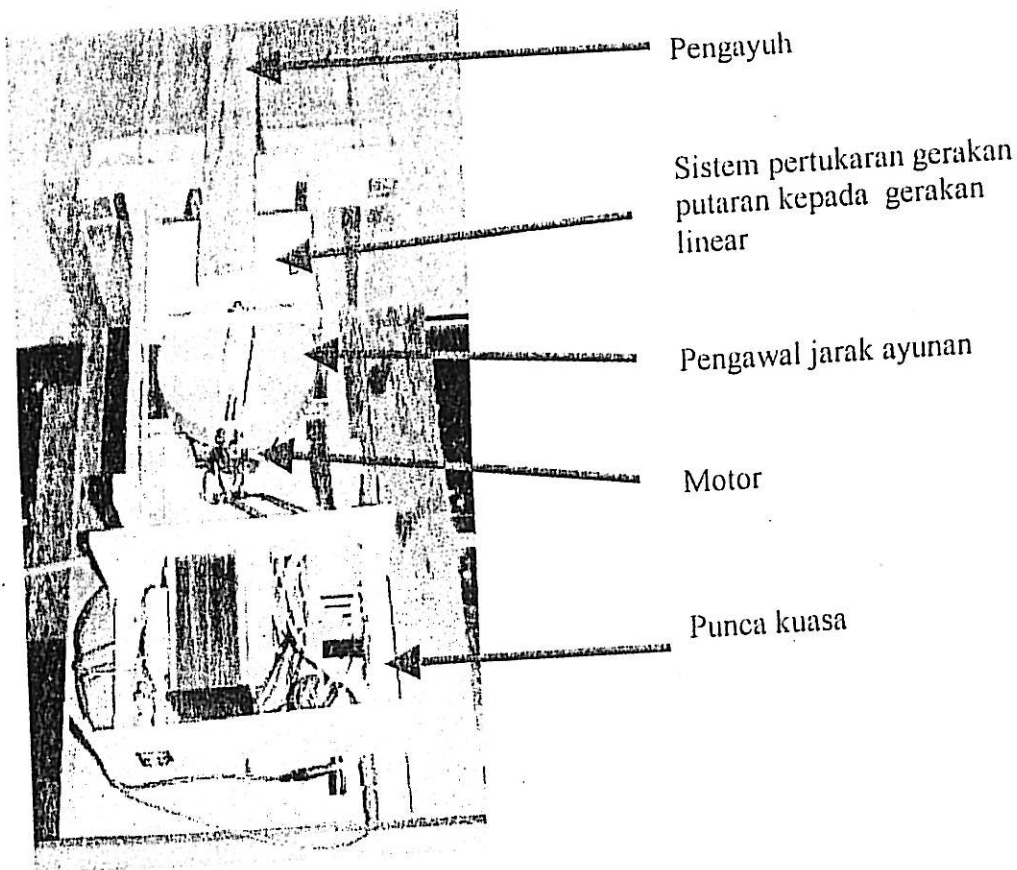 Pengayuh
Sistem pertukaran gerakan
putaran kepada gerakan
linear
Pengawal jarak ayunan
Motor
Punca kuasa